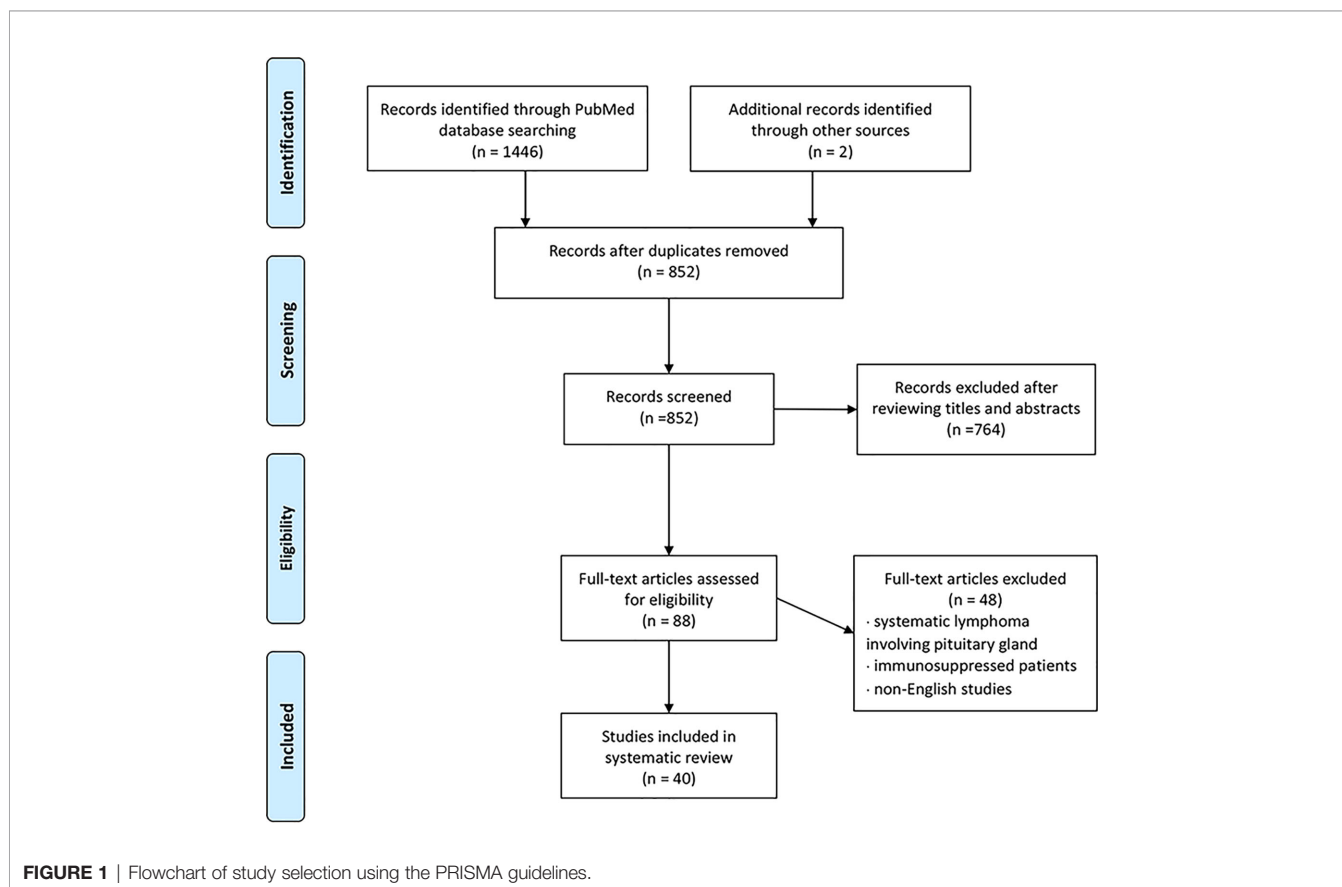 Identification
Records identified through PubMed
database searching
(n = 1446)
Additional records identified
through other sources
(n = 2)
Records after duplicates removed
(n = 852)
Screening
Records screened
(n =852)
Records excluded after
reviewing titles and abstracts
(n =764)
Eligibility
Full-text articles assessed
for eligibility
(n = 88)
Full-text articles excluded
(n = 48)
· systematic lymphoma
involving pituitary gland
· immunosuppressed patients
· non-English studies
Included
Studies included in
systematic review
(n = 40)
FIGURE 1 | Flowchart of study selection using the PRISMA guidelines.